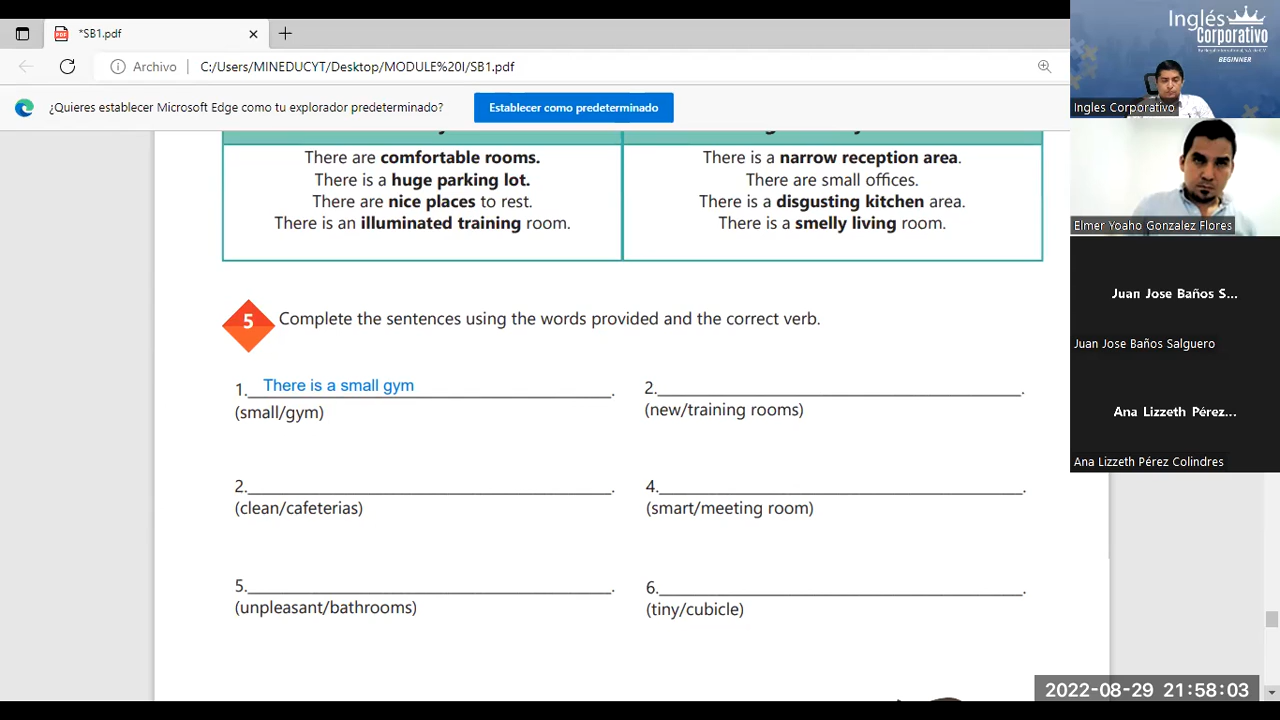 *SB1.pdf
Archivo
C:/Users/MINEDUCYT/Desktop/MODULE%20I/SB1.pdf
¿Quieres establecer Microsoft Edge como tu explorador predeterminado?
Establecer como predeterminado
There are comfortable rooms.
There is a huge parking lot.
There are nice places to rest.
There is an illuminated training room.
There is a narrow reception area.
There are small offices.
There is a disgusting kitchen area.
There is a smelly living room.
5 Complete the sentences using the words provided and the correct verb.
1. There is a small gym.
(small/gym)
2. .
(new/training rooms)
2. .
(clean/cafeterias)
4. .
(smart/meeting room)
5. .
(unpleasant/bathrooms)
6. .
(tiny/cubicle)
Inglés
Corporativo
BEGINNER
Ingles Corporativo
Elmer Yoaho Gonzalez Flores
Juan Jose Baños S...
Juan Jose Baños Salguero
Ana Lizzeth Pérez...
Ana Lizzeth Pérez Colindres
2022-08-29 21:58:03